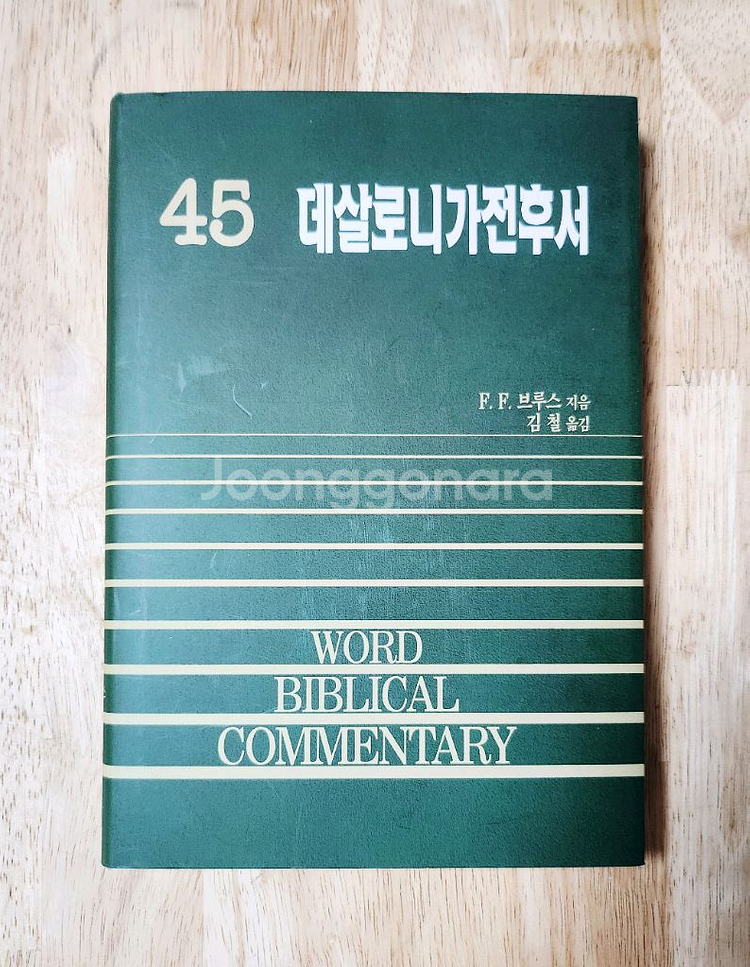 45 데살로니가전후서
F. F. 브루스 지음
김 철 옮김
Joonggonara
WORD
BIBLICAL
COMMENTARY